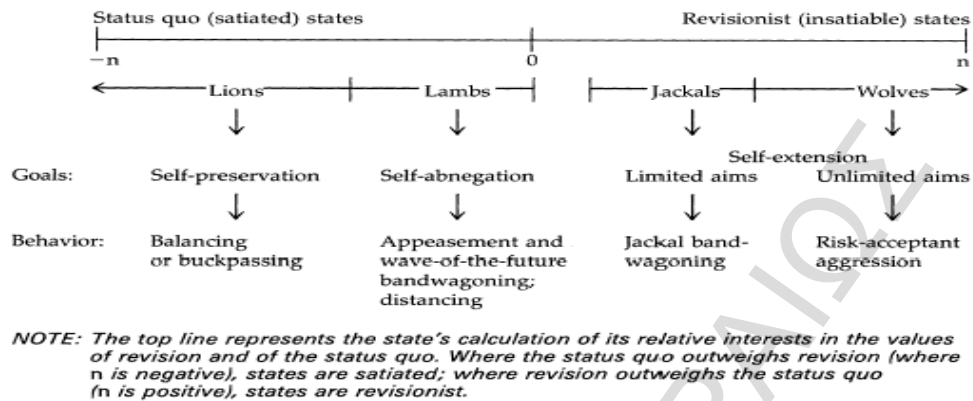 Status quo (satiated) states Revisionist (insatiable) states
−n 0 n
Lions Lambs Jackals Wolves
Self-extension
Goals: Self-preservation Self-abnegation Limited aims Unlimited aims
Behavior: Balancing Appeasement and Jackal band- Risk-acceptant
or buckpassing wave-of-the-future wagoning aggression
bandwagoning;
distancing
NOTE: The top line represents the state's calculation of its relative interests in the values
of revision and of the status quo. Where the status quo outweighs revision (where
n is negative), states are satiated; where revision outweighs the status quo
(n is positive), states are revisionist.
ΡΑΙΩΣ